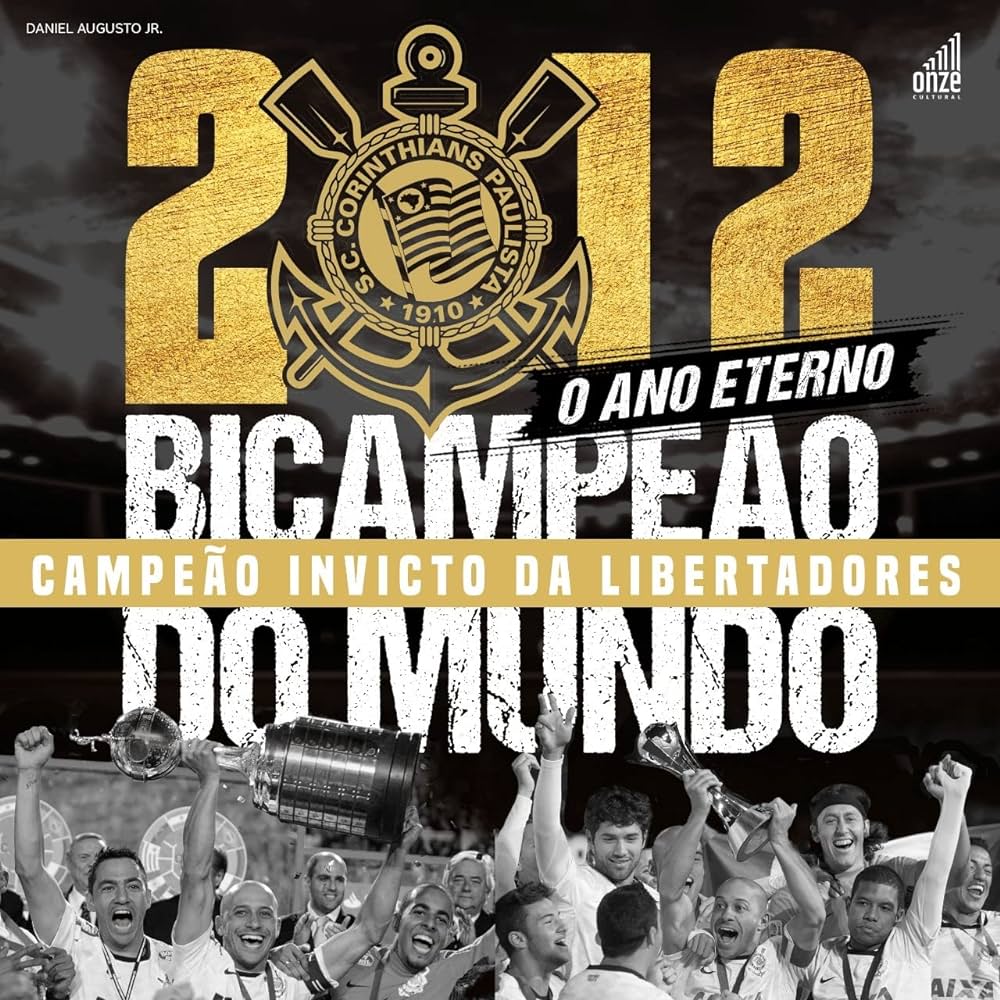 DANIEL AUGUSTO JR.
onze
CULTURAL
2012
S.C. CORINTHIANS PAULISTA
1910
O ANO ETERNO
BICAMPEÃO
CAMPEÃO INVICTO DA LIBERTADORES
DO MUNDO